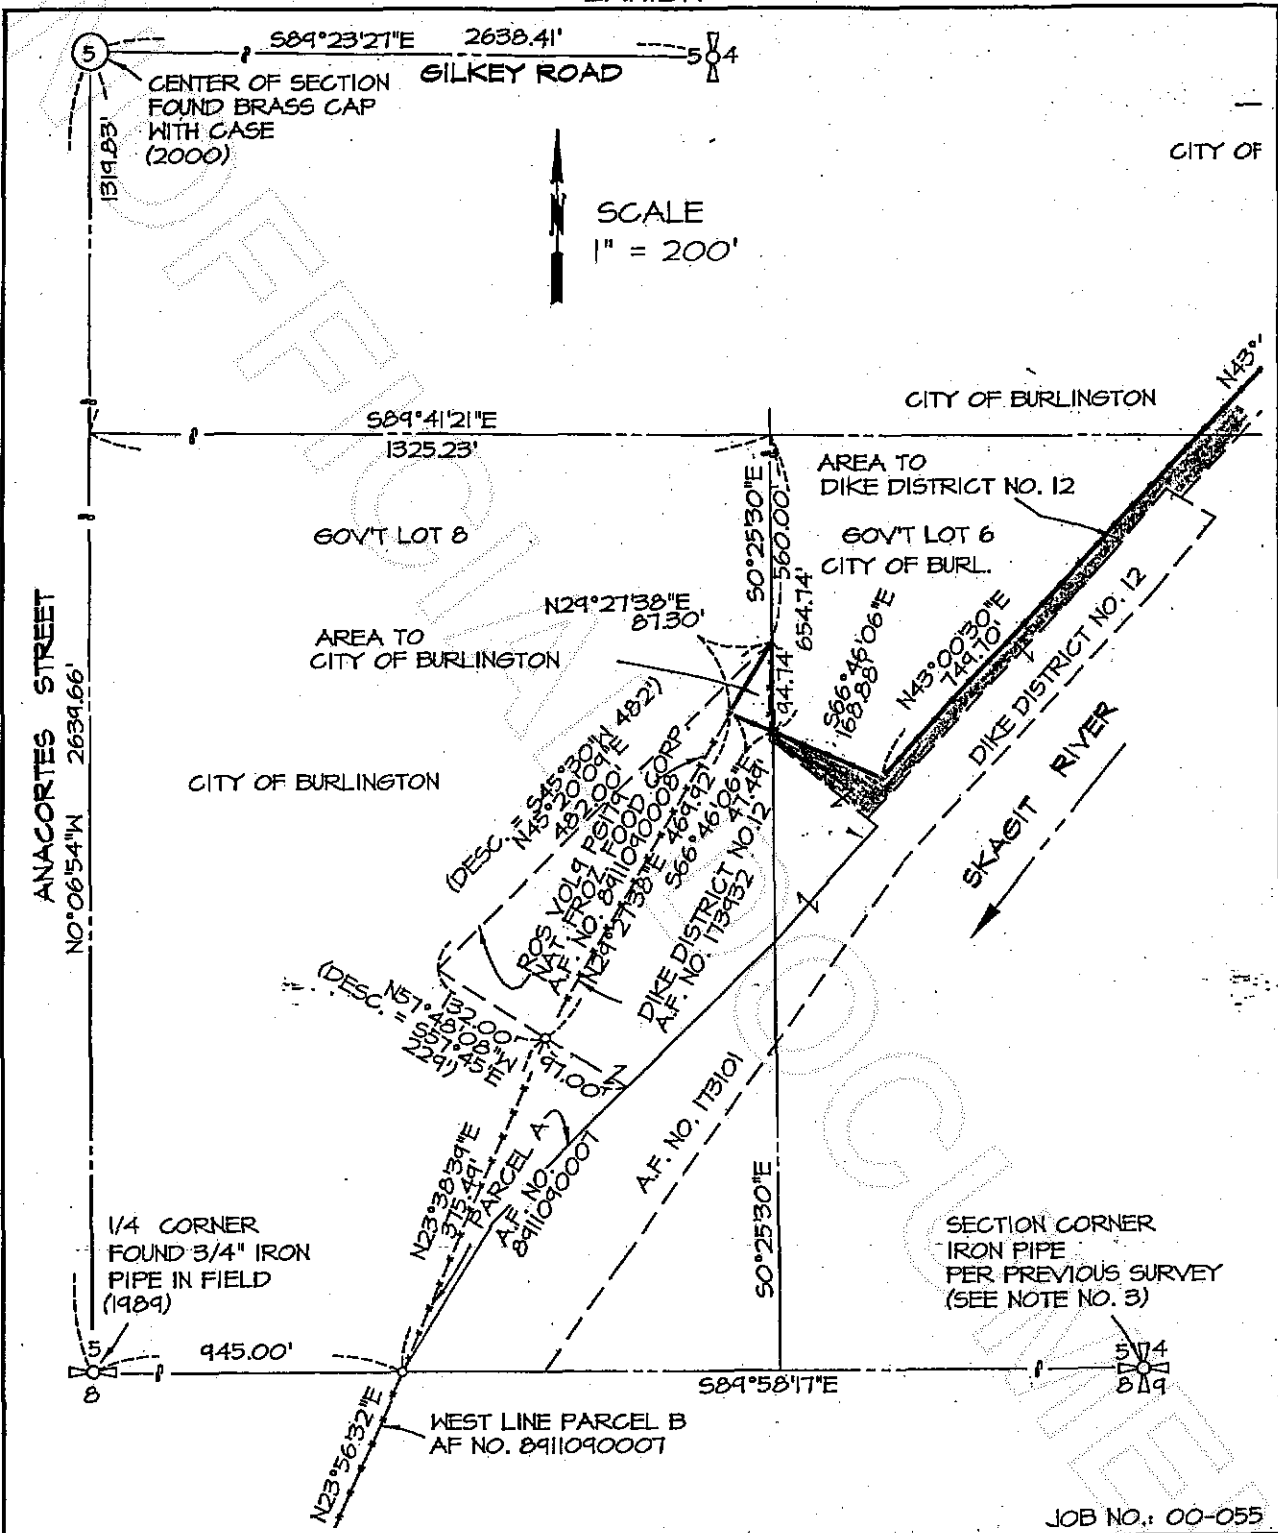 S89°23'27"E 2638.41'
5
5 4
GILKEY ROAD
CENTER OF SECTION
FOUND BRASS CAP
WITH CASE
(2000)
1319.83'
CITY OF
N
SCALE
1" = 200'
N43°
S89°41'21"E
1325.23'
CITY OF BURLINGTON
AREA TO
DIKE DISTRICT NO. 12
GOV'T LOT 8
S0°25'30"E
560.00'
654.74'
94.74
GOV'T LOT 6
CITY OF BURL.
N29°27'38"E
87.30'
AREA TO
CITY OF BURLINGTON
S66°46'06"E
168.88'
N43°00'30"E
749.70'
DIKE DISTRICT NO. 12
SKAGIT RIVER
ANACORTES STREET
N0°06'54"W 2639.66'
CITY OF BURLINGTON
(DESC. = S45°30'W 482')
N45°20'09"E
482.00'
ROS VOL9 PG179
NAT. FROZ. FOOD CORP.
A.F. NO. 8911090008
N29°27'38"E 469.92'
S66°46'06"E
47.49'
DIKE DISTRICT NO.12
A.F. NO. 173932
N57°48'08"W
132.00'
(DESC. = S57°45'E
229')
97.00'
A.F. NO. 173101
N23°38'39"E
375.49'
PARCEL A
A.F. NO.
8911090007
S0°25'30"E
1/4 CORNER
FOUND 3/4" IRON
PIPE IN FIELD
(1989)
SECTION CORNER
IRON PIPE
PER PREVIOUS SURVEY
(SEE NOTE NO. 3)
5
8
945.00'
S89°58'17"E
5 4
8 9
N23°56'32"E
WEST LINE PARCEL B
AF NO. 8911090007
JOB NO.: 00-055
UNOFFICIAL DOCUMENT